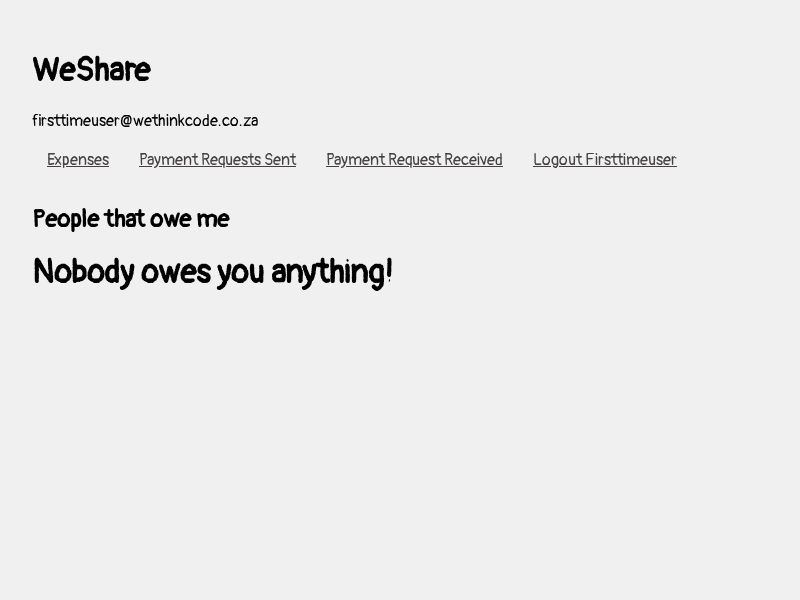 WeShare
firsttimeuser@wethinkcode.co.za
Expenses Payment Requests Sent Payment Request Received Logout Firsttimeuser
People that owe me
Nobody owes you anything!